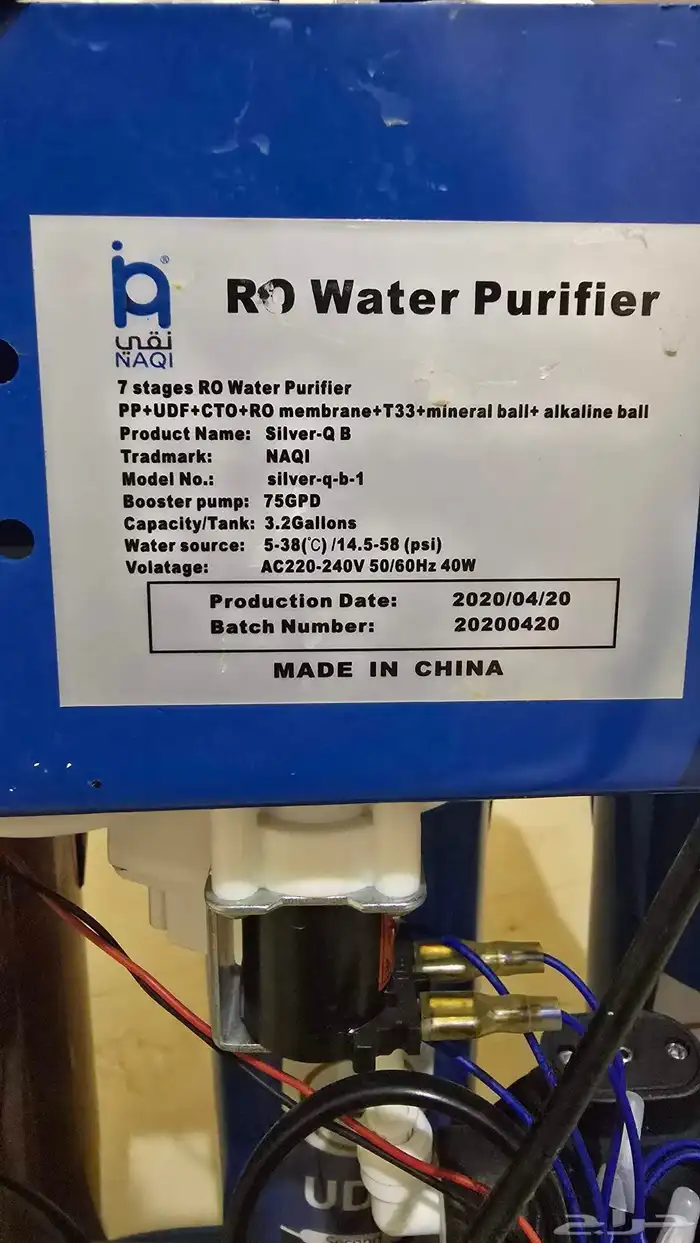 ®
نقي
NAQI
RO Water Purifier
7 stages RO Water Purifier
PP+UDF+CTO+RO membrane+T33+mineral ball+ alkaline ball
Product Name: Silver-Q B
Tradmark: NAQI
Model No.: silver-q-b-1
Booster pump: 75GPD
Capacity/Tank: 3.2Gallons
Water source: 5-38(℃) /14.5-58 (psi)
Volatage: AC220-240V 50/60Hz 40W
Production Date: 2020/04/20
Batch Number: 20200420
MADE IN CHINA
UD
حراج